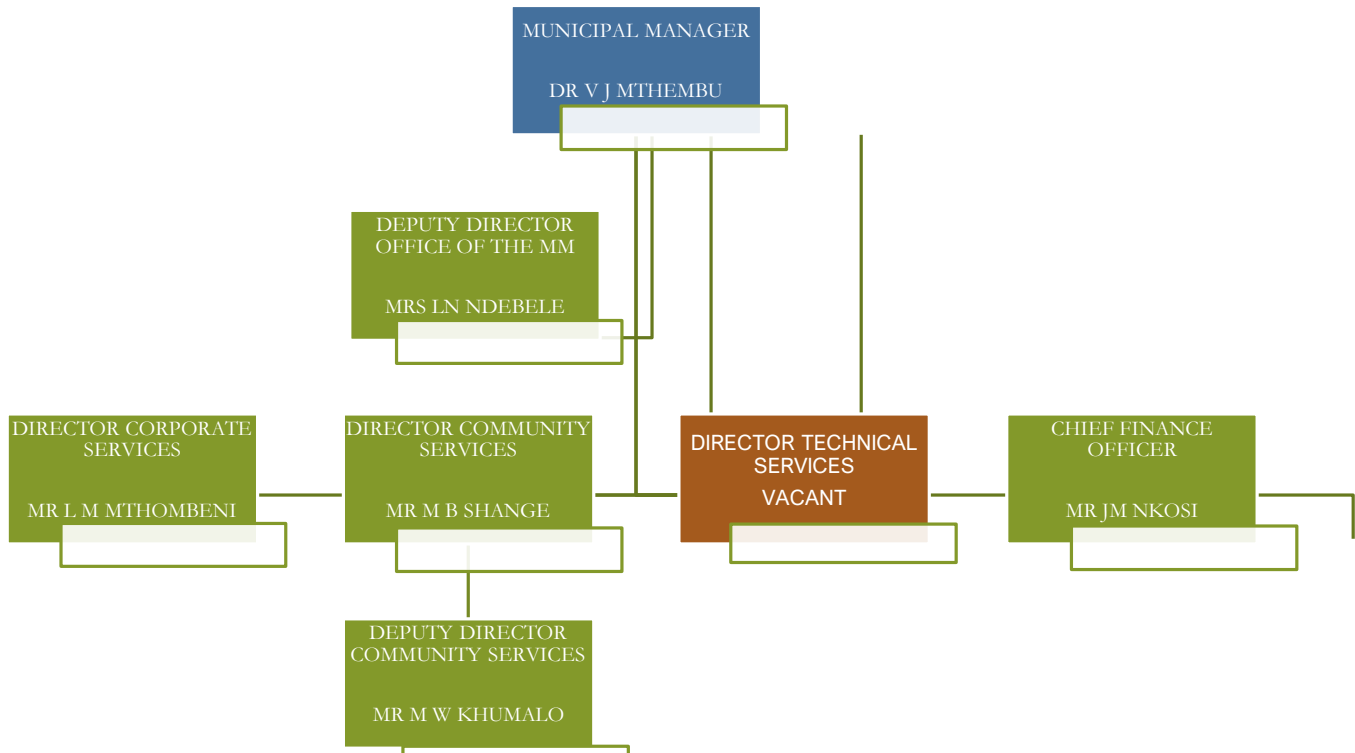 MUNICIPAL MANAGER
DR V J MTHEMBU
DEPUTY DIRECTOR
OFFICE OF THE MM
MRS LN NDEBELE
DIRECTOR CORPORATE
SERVICES
MR L M MTHOMBENI
DIRECTOR COMMUNITY
SERVICES
MR M B SHANGE
DIRECTOR TECHNICAL
SERVICES
VACANT
CHIEF FINANCE
OFFICER
MR JM NKOSI
DEPUTY DIRECTOR
COMMUNITY SERVICES
MR M W KHUMALO